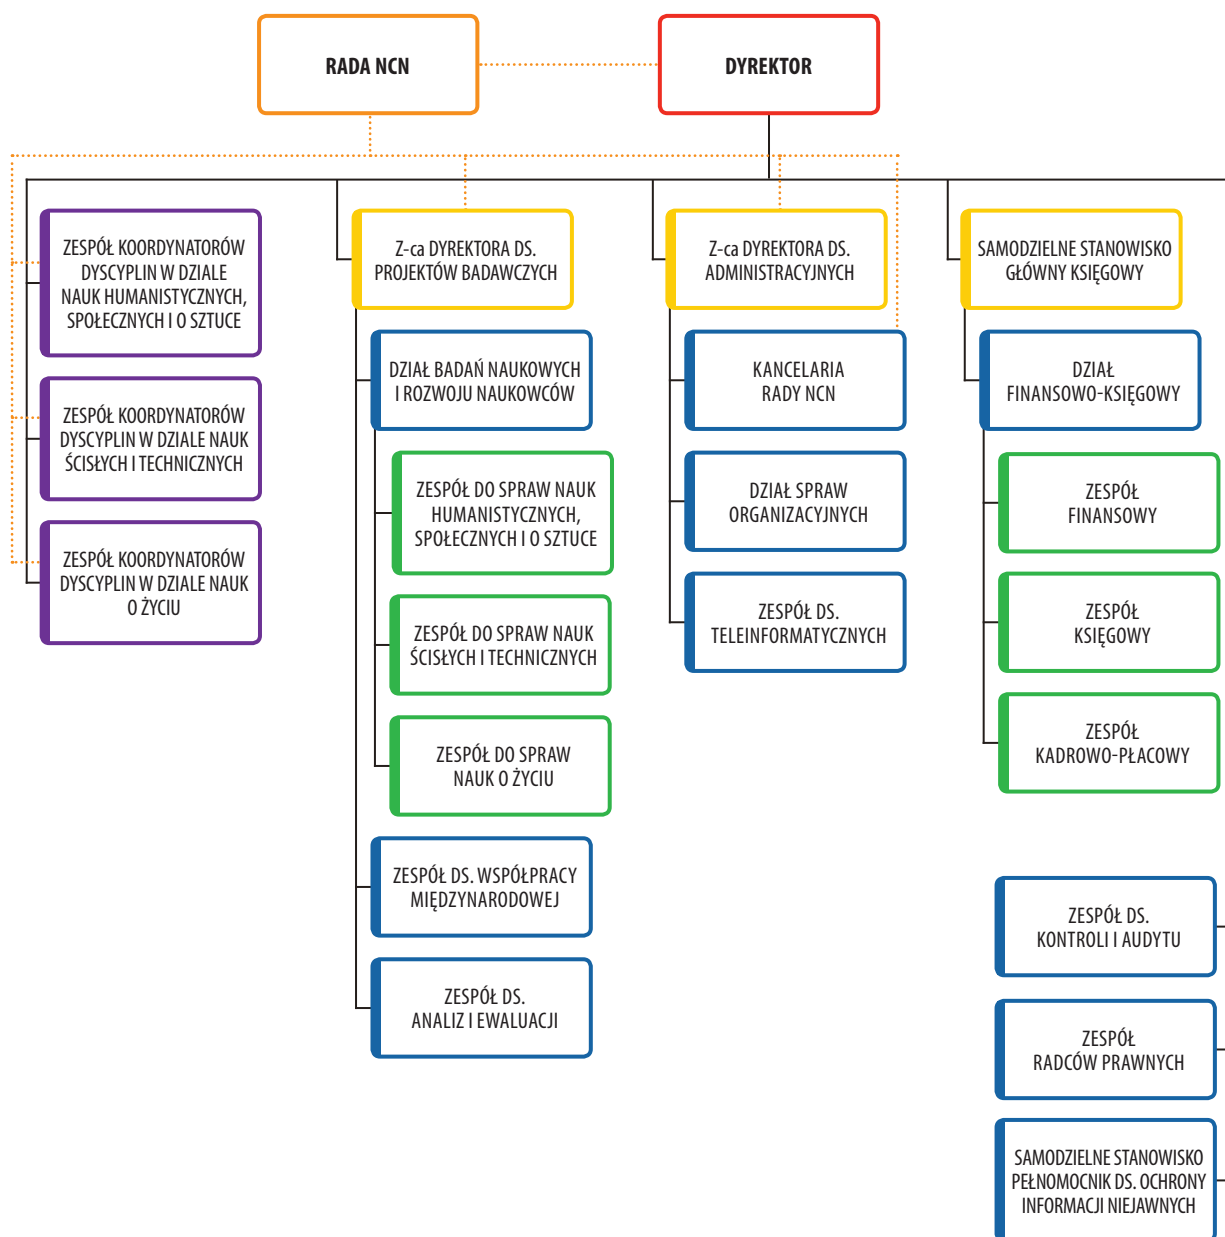 RADA NCN
DYREKTOR
ZESPÓŁ KOORDYNATORÓW
DYSCYPLIN W DZIALE
NAUK HUMANISTYCZNYCH,
SPOŁECZNYCH I O SZTUCE
ZESPÓŁ KOORDYNATORÓW
DYSCYPLIN W DZIALE NAUK
ŚCISŁYCH I TECHNICZNYCH
ZESPÓŁ KOORDYNATORÓW
DYSCYPLIN W DZIALE NAUK
O ŻYCIU
Z-ca DYREKTORA DS.
PROJEKTÓW BADAWCZYCH
DZIAŁ BADAŃ NAUKOWYCH
I ROZWOJU NAUKOWCÓW
ZESPÓŁ DO SPRAW NAUK
HUMANISTYCZNYCH,
SPOŁECZNYCH I O SZTUCE
ZESPÓŁ DO SPRAW NAUK
ŚCISŁYCH I TECHNICZNYCH
ZESPÓŁ DO SPRAW
NAUK O ŻYCIU
ZESPÓŁ DS. WSPÓŁPRACY
MIĘDZYNARODOWEJ
ZESPÓŁ DS.
ANALIZ I EWALUACJI
Z-ca DYREKTORA DS.
ADMINISTRACYJNYCH
KANCELARIA
RADY NCN
DZIAŁ SPRAW
ORGANIZACYJNYCH
ZESPÓŁ DS.
TELEINFORMATYCZNYCH
SAMODZIELNE STANOWISKO
GŁÓWNY KSIĘGOWY
DZIAŁ
FINANSOWO-KSIĘGOWY
ZESPÓŁ
FINANSOWY
ZESPÓŁ
KSIĘGOWY
ZESPÓŁ
KADROWO-PŁACOWY
ZESPÓŁ DS.
KONTROLI I AUDYTU
ZESPÓŁ
RADCÓW PRAWNYCH
SAMODZIELNE STANOWISKO
PEŁNOMOCNIK DS. OCHRONY
INFORMACJI NIEJAWNYCH